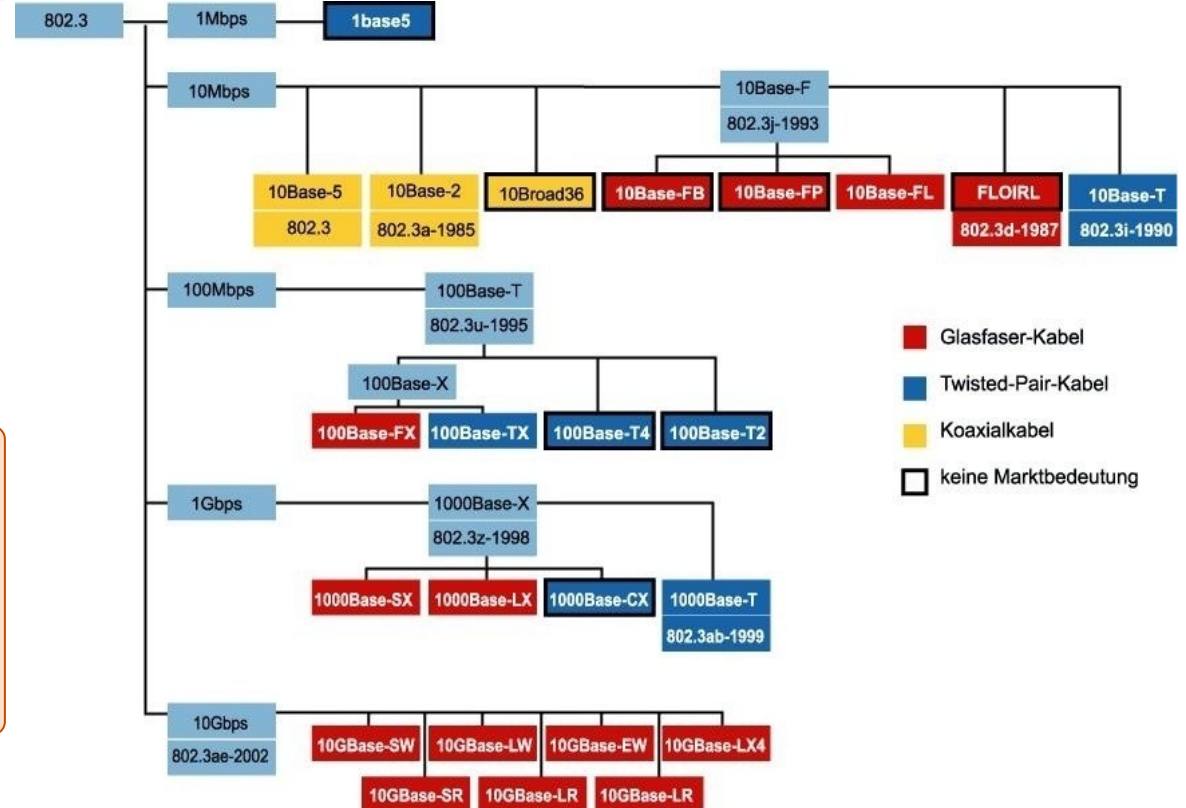 802.3
1Mbps
1base5
10Mbps
10Base-F
802.3j-1993
10Base-5
802.3
10Base-2
802.3a-1985
10Broad36
10Base-FB
10Base-FP
10Base-FL
FLOIRL
802.3d-1987
10Base-T
802.3i-1990
100Mbps
100Base-T
802.3u-1995
100Base-X
100Base-FX
100Base-TX
100Base-T4
100Base-T2
Glasfaser-Kabel
Twisted-Pair-Kabel
Koaxialkabel
keine Marktbedeutung
1Gbps
1000Base-X
802.3z-1998
1000Base-SX
1000Base-LX
1000Base-CX
1000Base-T
802.3ab-1999
10Gbps
802.3ae-2002
10GBase-SW
10GBase-LW
10GBase-EW
10GBase-LX4
10GBase-SR
10GBase-LR
10GBase-LR